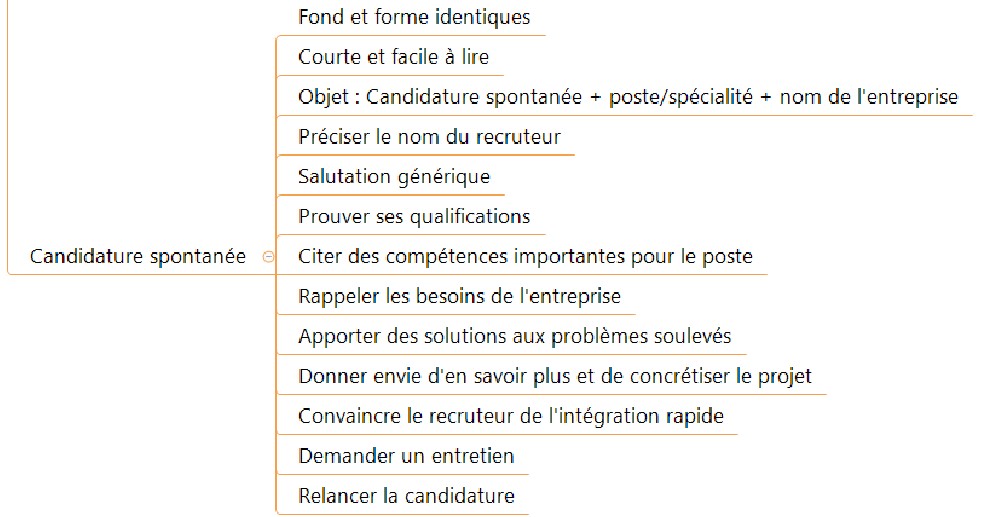 Fond et forme identiques
Courte et facile à lire
Objet : Candidature spontanée + poste/spécialité + nom de l'entreprise
Préciser le nom du recruteur
Salutation générique
Prouver ses qualifications
Candidature spontanée
Citer des compétences importantes pour le poste
Rappeler les besoins de l'entreprise
Apporter des solutions aux problèmes soulevés
Donner envie d'en savoir plus et de concrétiser le projet
Convaincre le recruteur de l'intégration rapide
Demander un entretien
Relancer la candidature